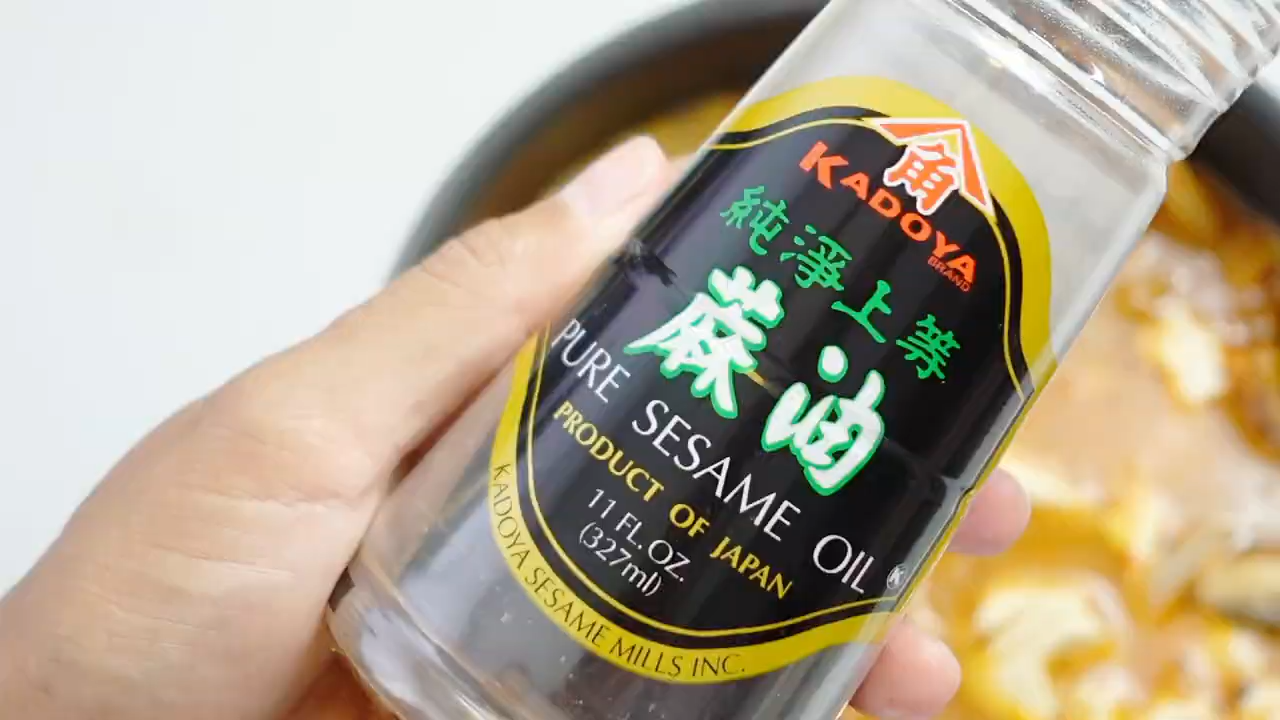 角
KADOYA
BRAND
純淨上等
蔴油
PURE SESAME OIL
K
PRODUCT OF JAPAN
11 FL. OZ.
(327ml)
KADOYA SESAME MILLS INC.